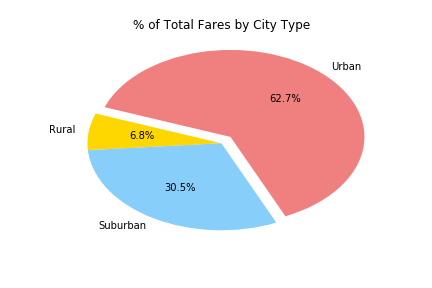 % of Total Fares by City Type
Urban
62.7%
Rural
6.8%
30.5%
Suburban